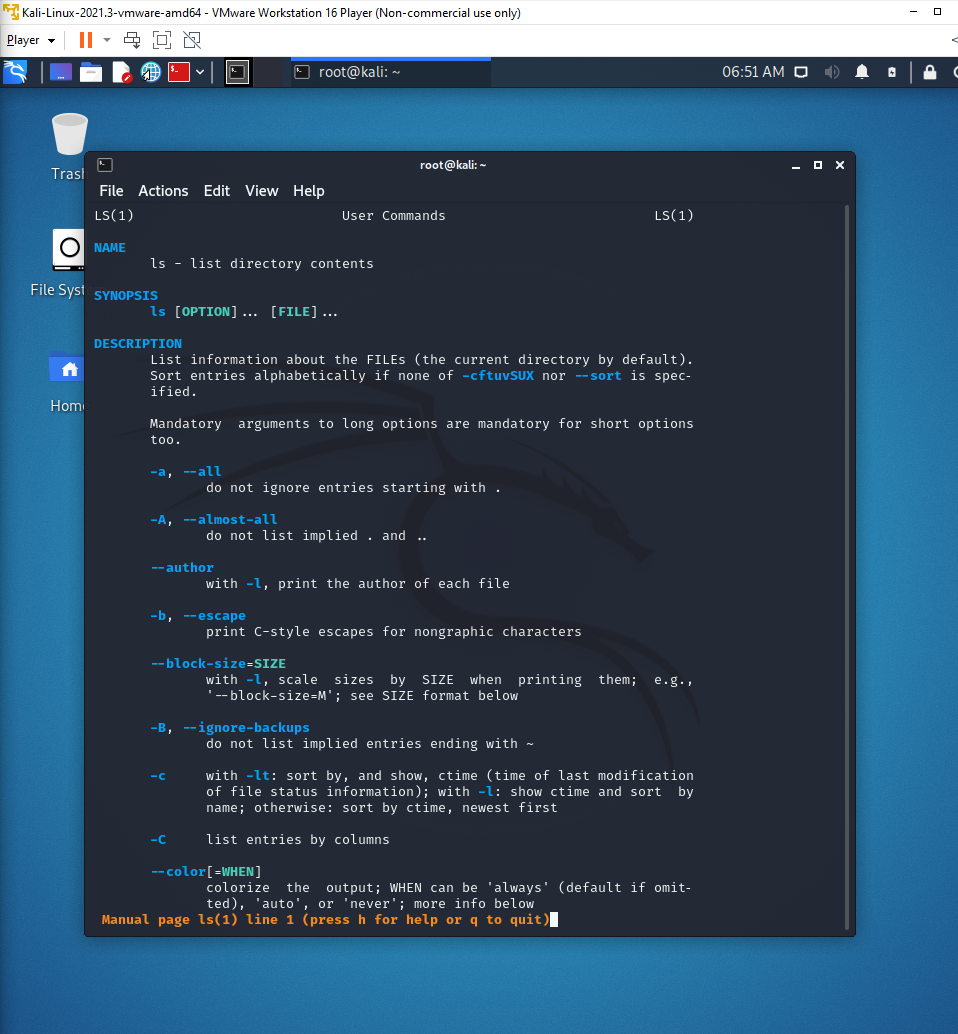 Kali-Linux-2021.3-vmware-amd64 - VMware Workstation 16 Player (Non-commercial use only)
Player
root@kali: ~
06:51 AM
Trash
File Syst
Home
root@kali: ~
File Actions Edit View Help
LS(1) User Commands LS(1)
NAME
ls - list directory contents
SYNOPSIS
ls [OPTION]... [FILE]...
DESCRIPTION
List information about the FILEs (the current directory by default).
Sort entries alphabetically if none of -cftuvSUX nor --sort is spec-
ified.
Mandatory arguments to long options are mandatory for short options
too.
-a, --all
do not ignore entries starting with .
-A, --almost-all
do not list implied . and ..
--author
with -l, print the author of each file
-b, --escape
print C-style escapes for nongraphic characters
--block-size=SIZE
with -l, scale sizes by SIZE when printing them; e.g.,
'--block-size=M'; see SIZE format below
-B, --ignore-backups
do not list implied entries ending with ~
-c with -lt: sort by, and show, ctime (time of last modification
of file status information); with -l: show ctime and sort by
name; otherwise: sort by ctime, newest first
-C list entries by columns
--color[=WHEN]
colorize the output; WHEN can be 'always' (default if omit-
ted), 'auto', or 'never'; more info below
Manual page ls(1) line 1 (press h for help or q to quit)